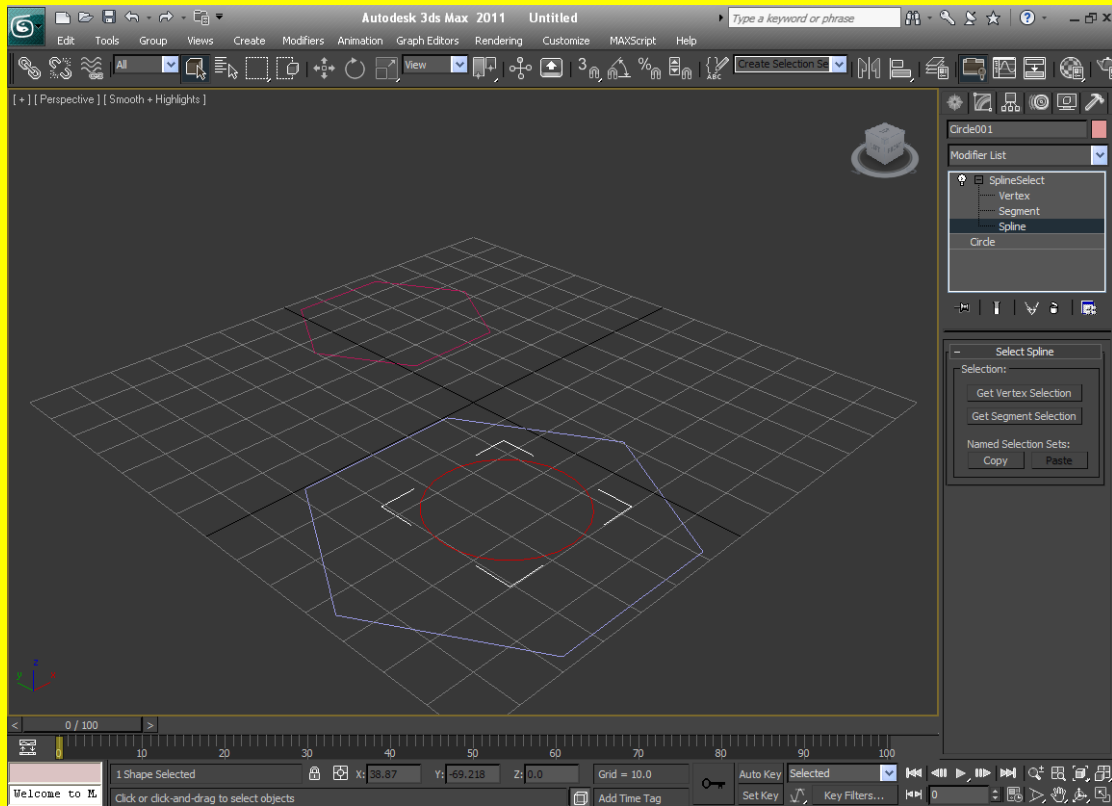 Autodesk 3ds Max 2011 Untitled
Type a keyword or phrase
Edit Tools Group Views Create Modifiers Animation Graph Editors Rendering Customize MAXScript Help
All View 3 Create Selection Se
[ + ] [ Perspective ] [ Smooth + Highlights ]
Circle001
Modifier List
SplineSelect
Vertex
Segment
Spline
Circle
Select Spline
Selection:
Get Vertex Selection
Get Segment Selection
Named Selection Sets:
Copy Paste
z
y x
< 0 / 100 >
0 10 20 30 40 50 60 70 80 90 100
1 Shape Selected X: 38.87 Y: -69.218 Z: 0.0 Grid = 10.0 Auto Key Selected
Welcome to M Click or click-and-drag to select objects Add Time Tag Set Key Key Filters... 0